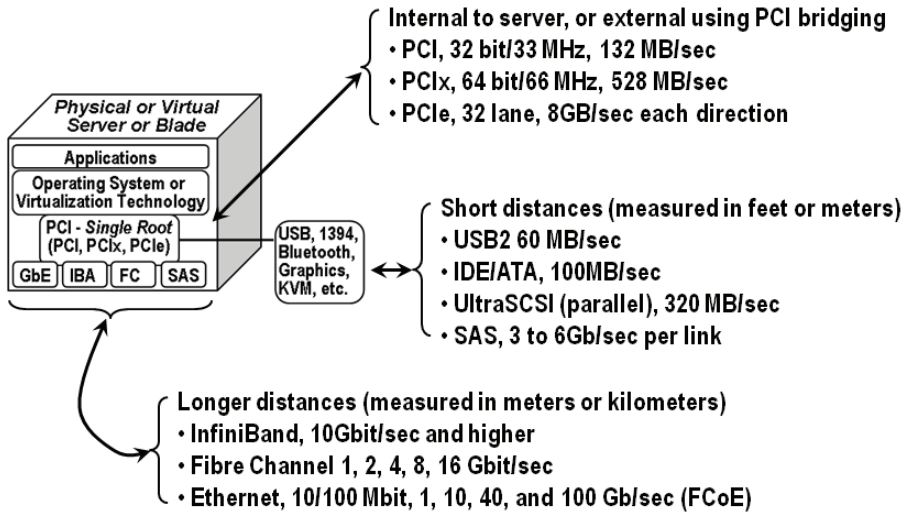 Internal to server, or external using PCI bridging
• PCI, 32 bit/33 MHz, 132 MB/sec
• PCIx, 64 bit/66 MHz, 528 MB/sec
• PCIe, 32 lane, 8GB/sec each direction
Physical or Virtual
Server or Blade
Applications
Operating System or
Virtualization Technology
PCI - Single Root
(PCI, PCIx, PCIe)
GbE
IBA
FC
SAS
USB, 1394,
Bluetooth,
Graphics,
KVM, etc.
Short distances (measured in feet or meters)
• USB2 60 MB/sec
• IDE/ATA, 100MB/sec
• UltraSCSI (parallel), 320 MB/sec
• SAS, 3 to 6Gb/sec per link
Longer distances (measured in meters or kilometers)
• InfiniBand, 10Gbit/sec and higher
• Fibre Channel 1, 2, 4, 8, 16 Gbit/sec
• Ethernet, 10/100 Mbit, 1, 10, 40, and 100 Gb/sec (FCoE)